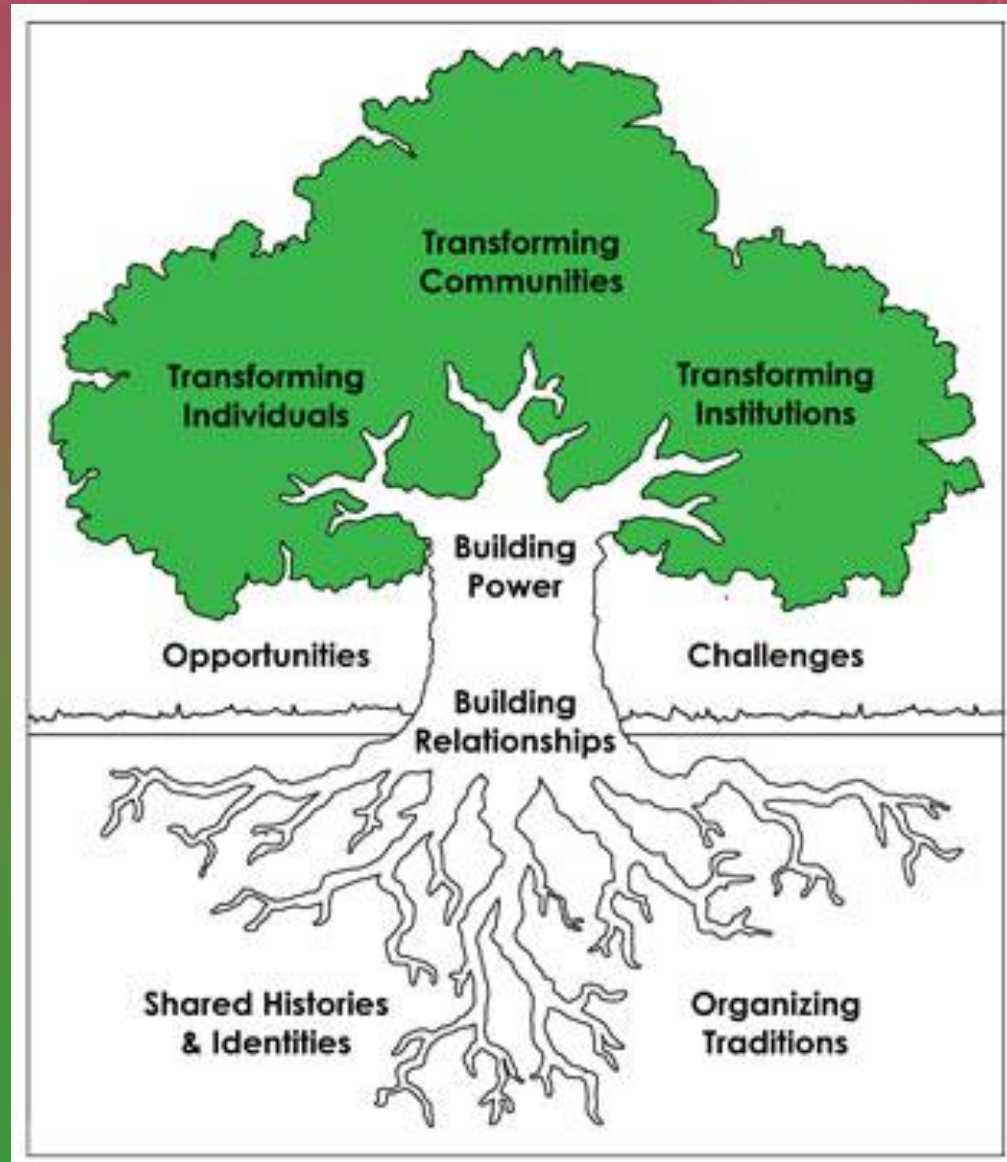 Transforming
Communities
Transforming
Individuals
Transforming
Institutions
Building
Power
Opportunities
Challenges
Building
Relationships
Shared Histories
& Identities
Organizing
Traditions